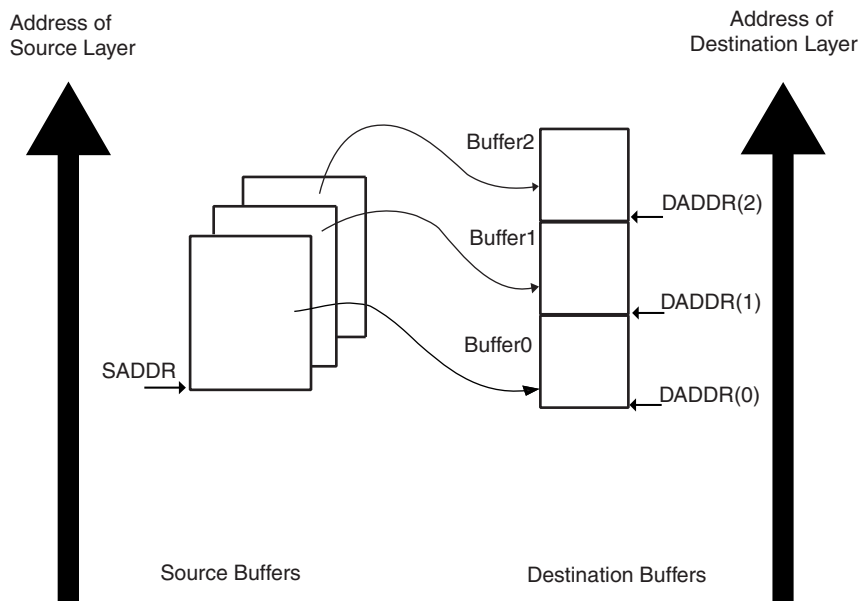 Address of
Source Layer
Address of
Destination Layer
Buffer2
DADDR(2)
Buffer1
DADDR(1)
Buffer0
SADDR
DADDR(0)
Source Buffers
Destination Buffers